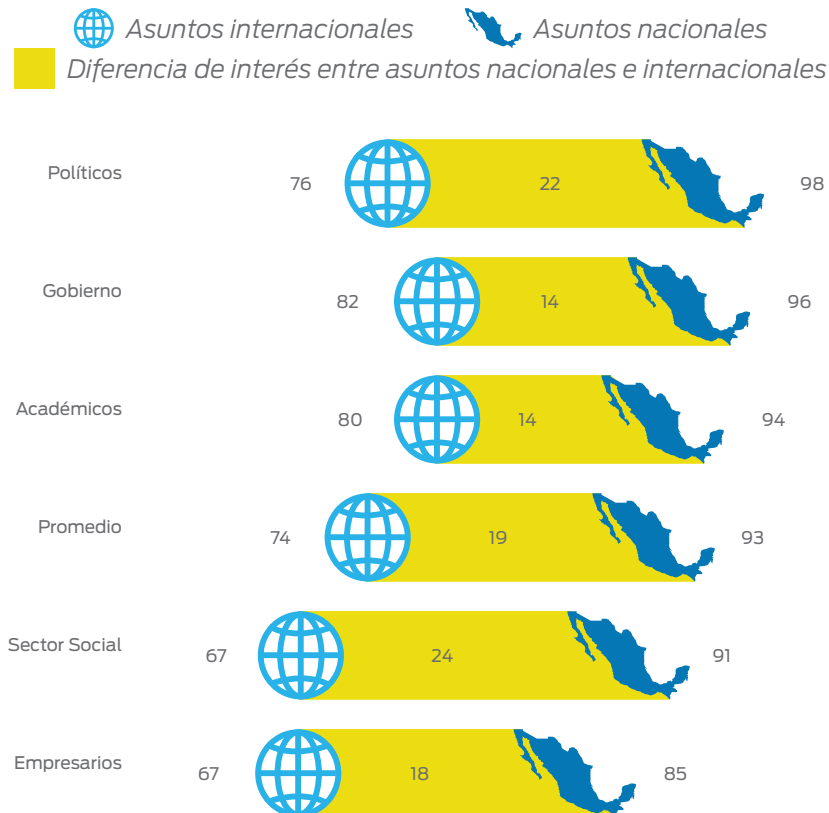 Asuntos internacionales Asuntos nacionales
Diferencia de interés entre asuntos nacionales e internacionales
Políticos 76 22 98
Gobierno 82 14 96
Académicos 80 14 94
Promedio 74 19 93
Sector Social 67 24 91
Empresarios 67 18 85